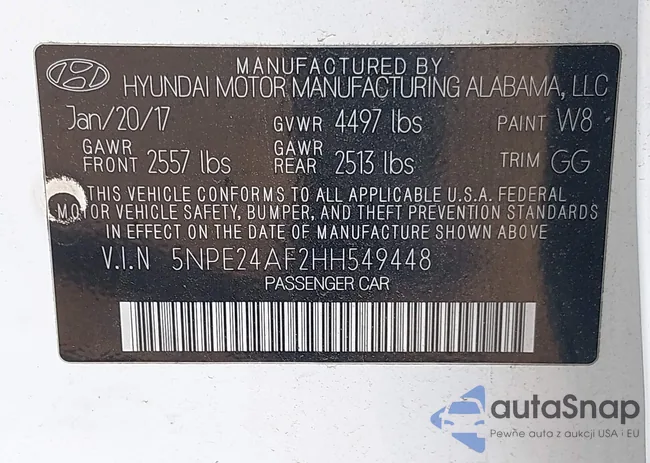 MANUFACTURED BY
HYUNDAI MOTOR MANUFACTURING ALABAMA, LLC
Jan/20/17 GVWR 4497 lbs PAINT W8
GAWR FRONT 2557 lbs GAWR REAR 2513 lbs TRIM GG
THIS VEHICLE CONFORMS TO ALL APPLICABLE U.S.A. FEDERAL
MOTOR VEHICLE SAFETY, BUMPER, AND THEFT PREVENTION STANDARDS
IN EFFECT ON THE DATE OF MANUFACTURE SHOWN ABOVE.
V.I.N 5NPE24AF2HH549448
PASSENGER CAR
autaSnap
Pewne auta z aukcji USA i EU